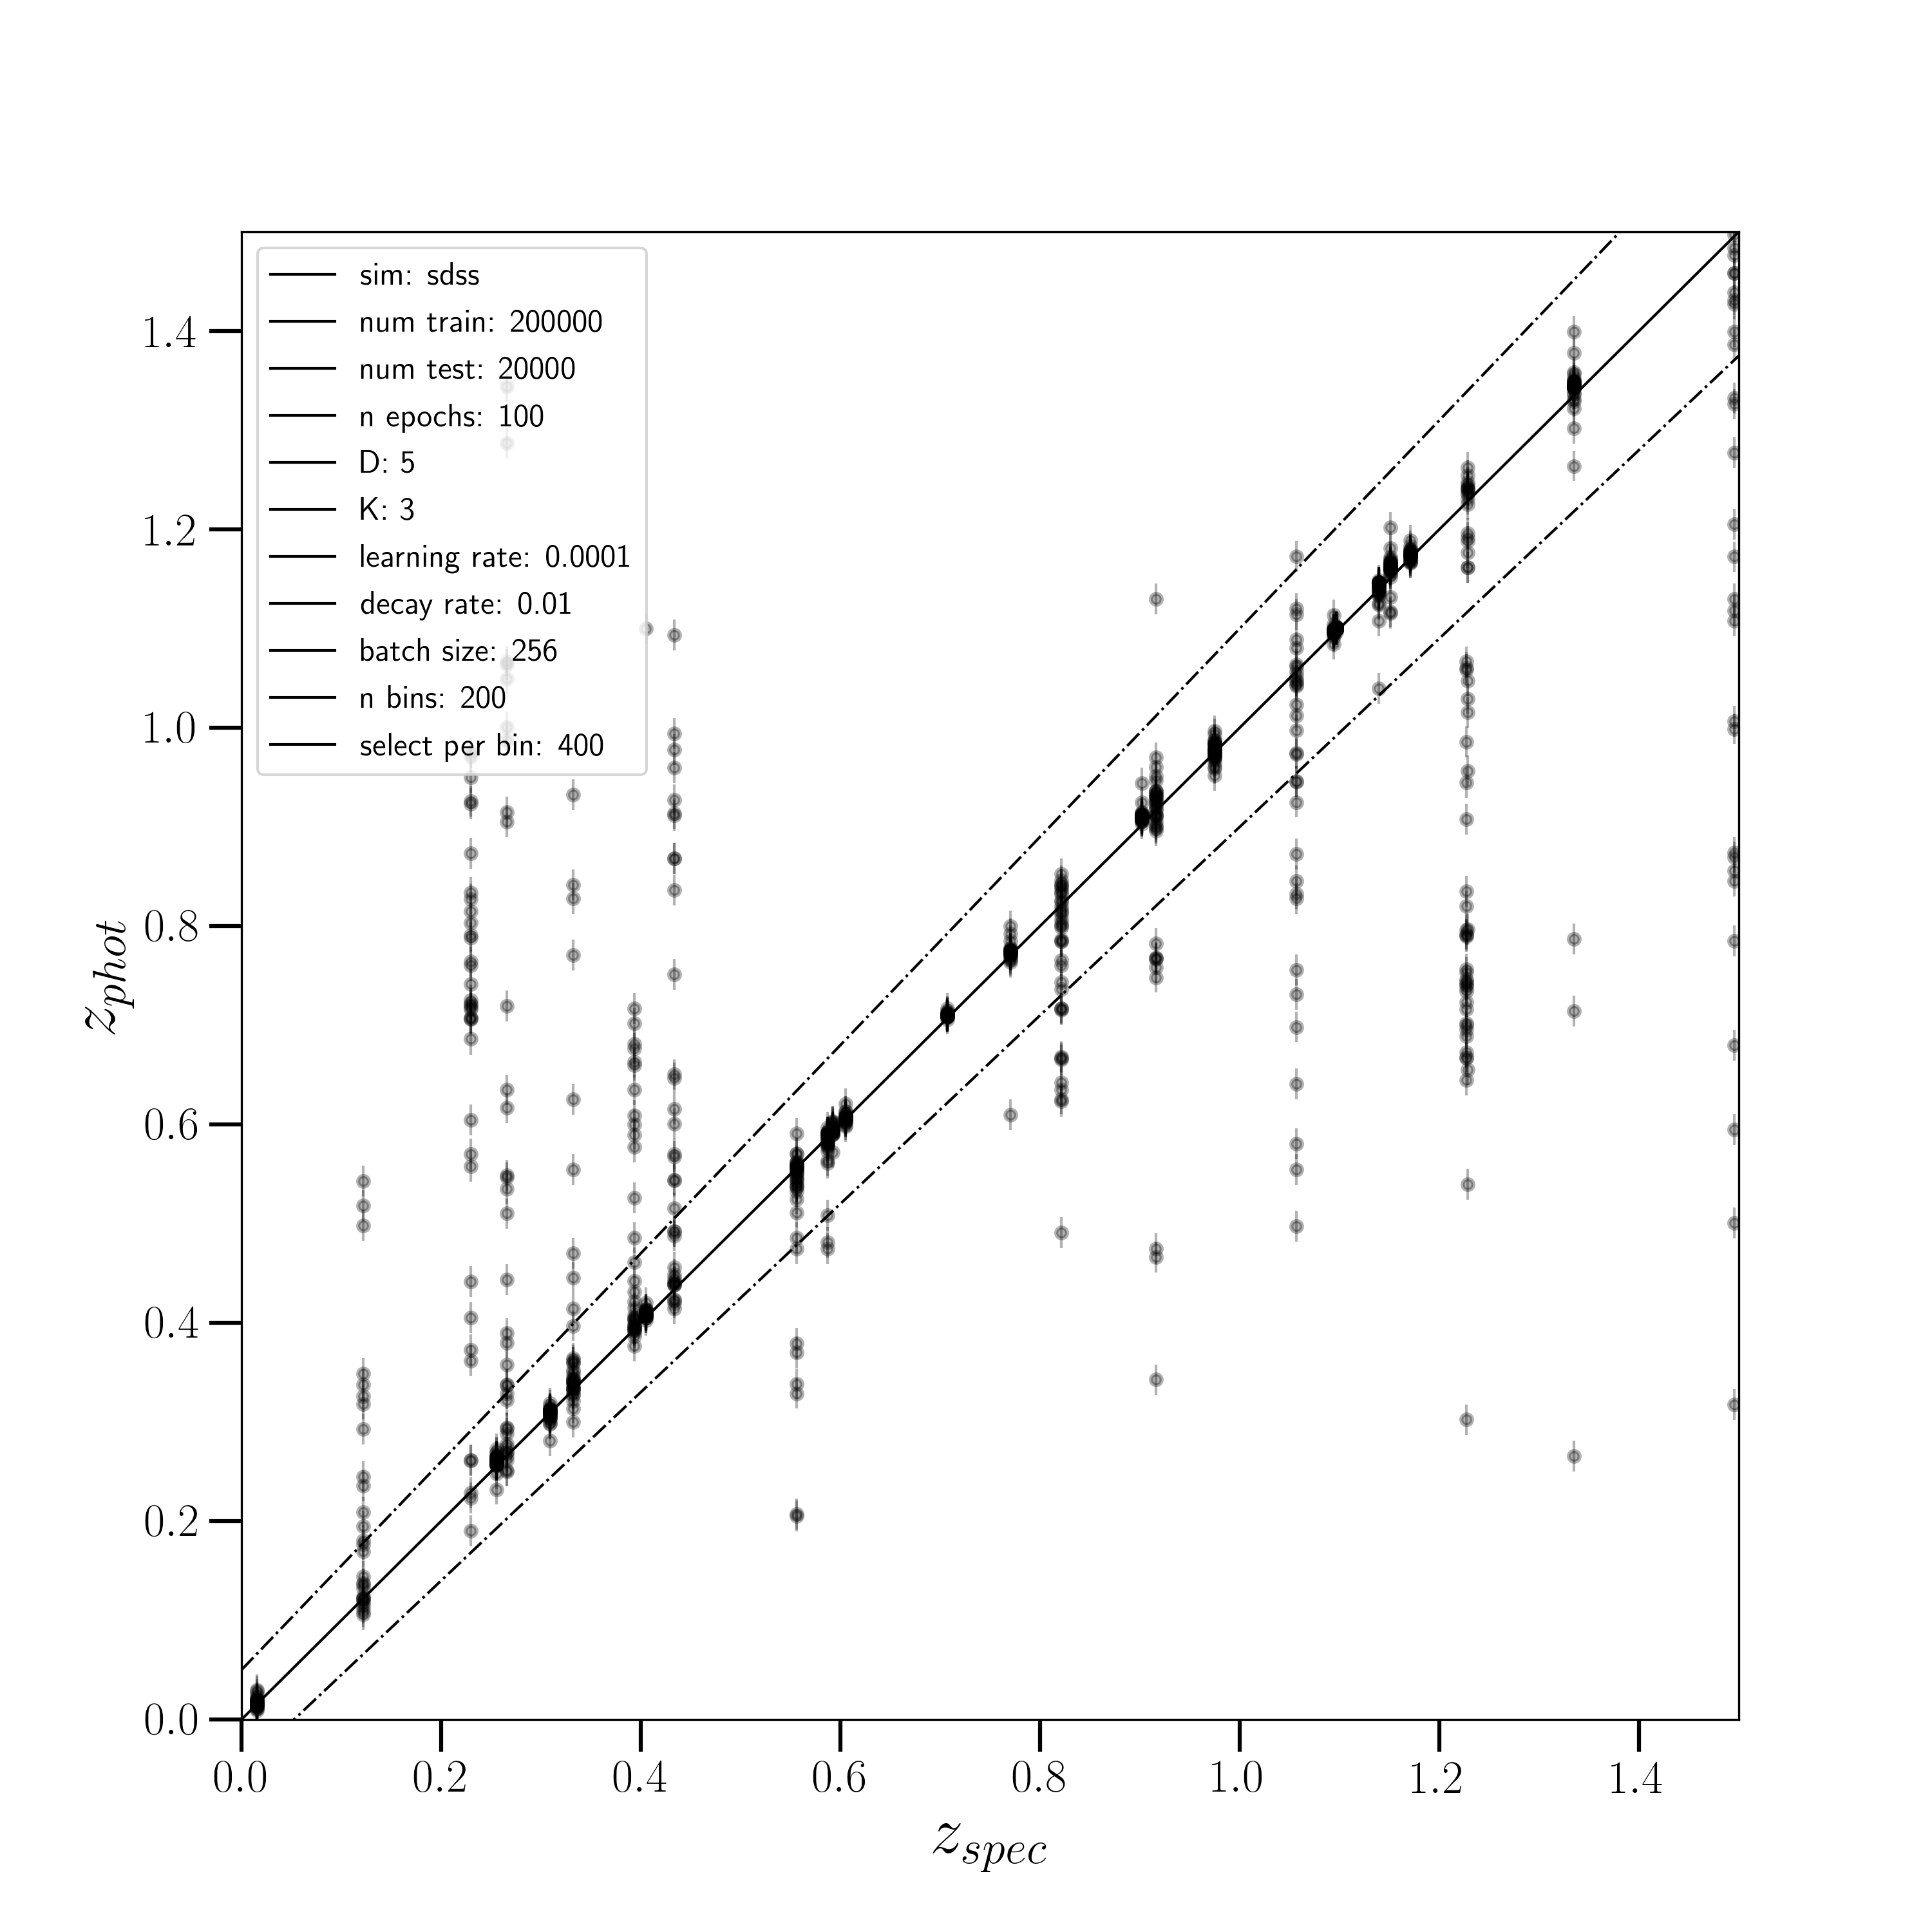 sim: sdss
num train: 200000
num test: 20000
n epochs: 100
D: 5
K: 3
learning rate: 0.0001
decay rate: 0.01
batch size: 256
n bins: 200
select per bin: 400
1.4
1.2
1.0
0.8
0.6
0.4
0.2
0.0
z_phot
0.0 0.2 0.4 0.6 0.8 1.0 1.2 1.4
z_spec